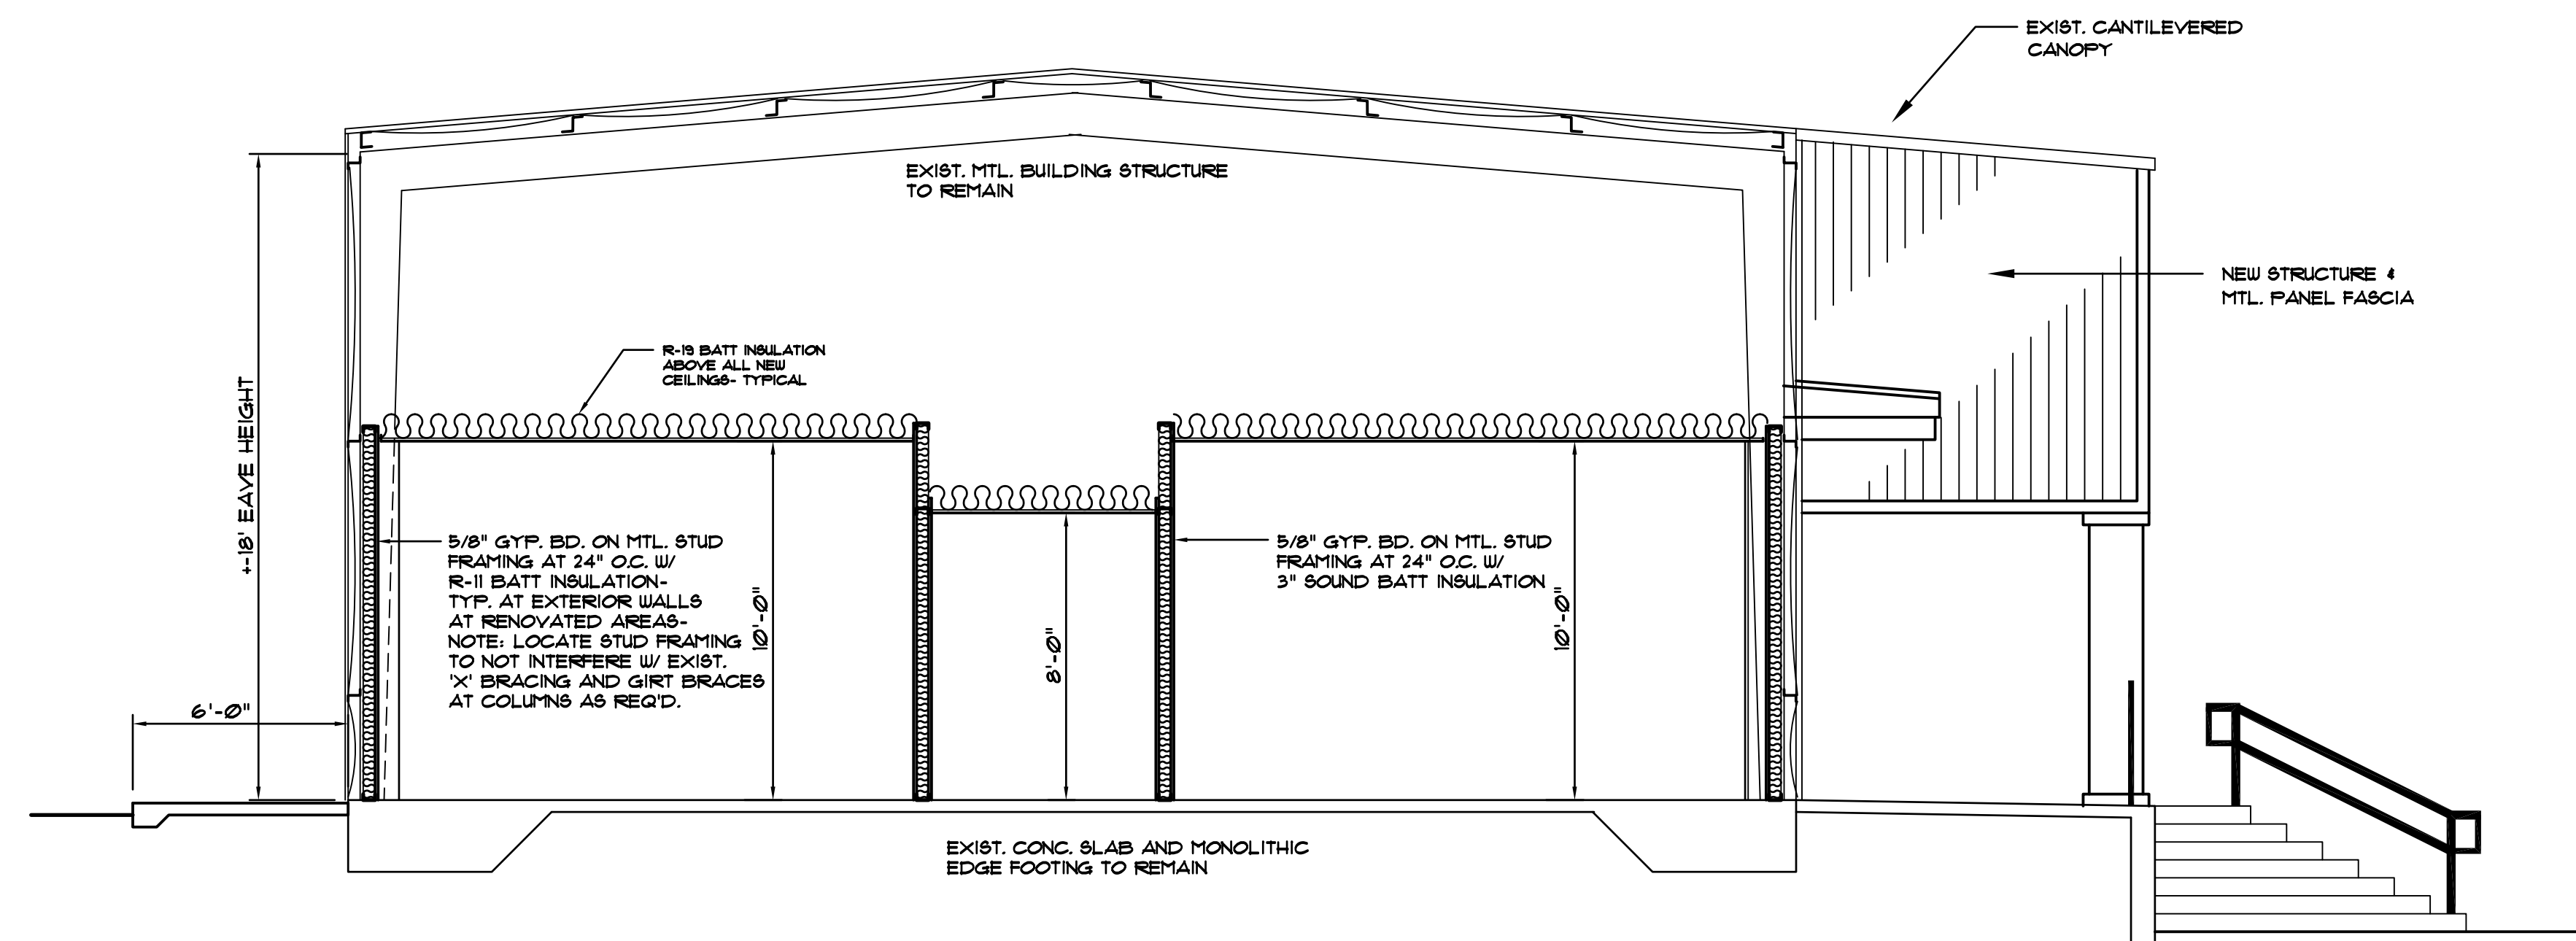 EXIST. CANTILEVERED
CANOPY
EXIST. MTL. BUILDING STRUCTURE
TO REMAIN
NEW STRUCTURE &
MTL. PANEL FASCIA
R-19 BATT INSULATION
ABOVE ALL NEW
CEILINGS- TYPICAL
+-18' EAVE HEIGHT
5/8" GYP. BD. ON MTL. STUD
FRAMING AT 24" O.C. W/
R-11 BATT INSULATION-
TYP. AT EXTERIOR WALLS
AT RENOVATED AREAS-
NOTE: LOCATE STUD FRAMING
TO NOT INTERFERE W/ EXIST.
'X' BRACING AND GIRT BRACES
AT COLUMNS AS REQ'D.
10'-0"
8'-0"
5/8" GYP. BD. ON MTL. STUD
FRAMING AT 24" O.C. W/
3" SOUND BATT INSULATION
10'-0"
6'-0"
EXIST. CONC. SLAB AND MONOLITHIC
EDGE FOOTING TO REMAIN